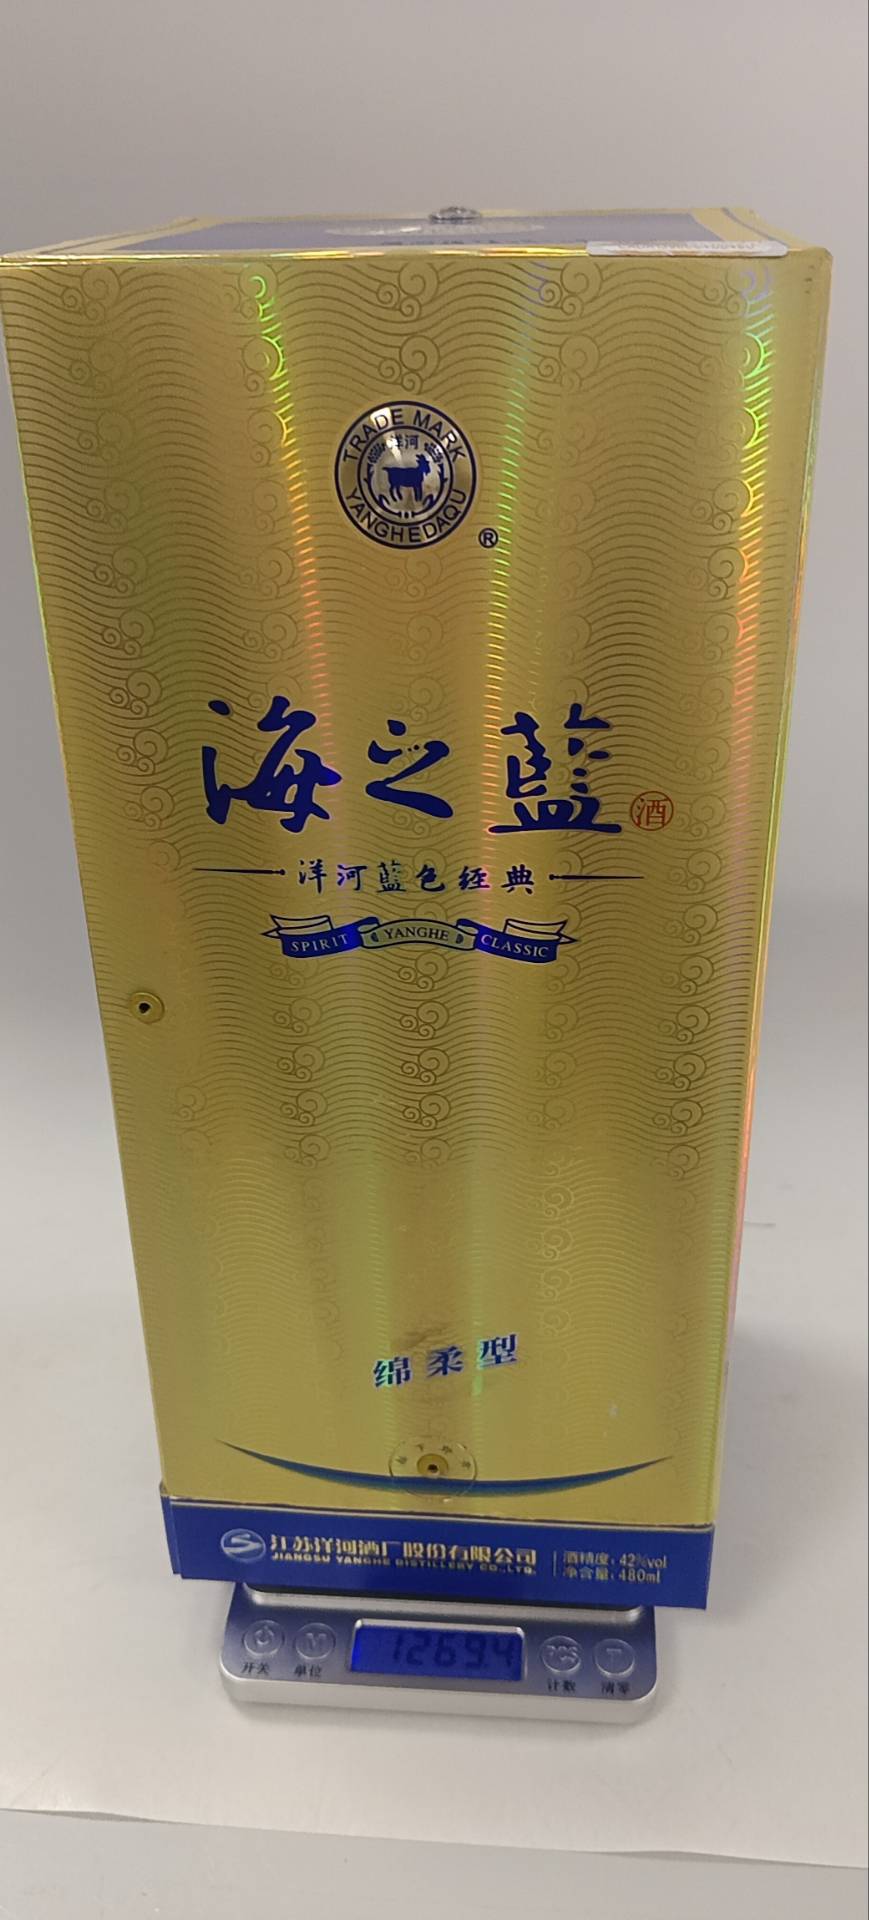 TRADE MARK
洋河
YANGHEDAQU
®
海之藍
酒
洋河蓝色经典
SPIRIT YANGHE CLASSIC
绵柔型
江苏洋河酒厂股份有限公司
JIANGSU YANGHE DISTILLERY CO.,LTD.
酒精度:42%vol
净含量:480ml
1269.4
PCS T
开关 单位 计数 清零